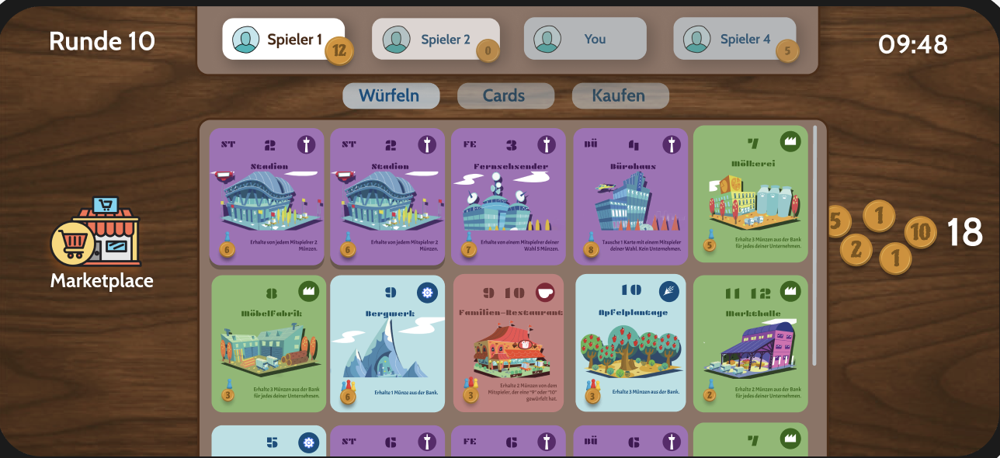 Runde 10
Spieler 1
12
Spieler 2
0
You
Spieler 4
5
09:48
Würfeln
Cards
Kaufen
ST 2
Stadion
6
Erhalte von jedem Mitspielrer 2
Münzen.
ST 2
Stadion
6
Erhalte von jedem Mitspielrer 2
Münzen.
FE 3
Fernsehsender
7
Erhalte von einem Mitspielrer deiner
Wahl 5 Münzen.
BÜ 4
Bürohaus
8
Tausche 1 Karte mit einem Mitspieler
deiner Wahl. Kein Unternehmen.
7
Molkerei
5
Erhalte 3 Münzen aus der Bank
für jedes deiner Unternehmen.
Marketplace
5
1
10
2
1
18
8
Möbelfabrik
3
Erhalte 3 Münzen aus der Bank
für jedes deiner Unternehmen.
9
Bergwerk
6
Erhalte 1 Münze aus der Bank.
9 10
Familien-Restaurant
3
Erhalte 2 Münzen von dem
Mitspieler, der eine "9" oder "10"
gewürfelt hat.
10
Apfelplantage
3
Erhalte 3 Münzen aus der Bank.
11 12
Markthalle
2
Erhalte 2 Münzen aus der Bank
für jedes deiner Unternehmen.
5
ST 6
FE 6
BÜ 6
7